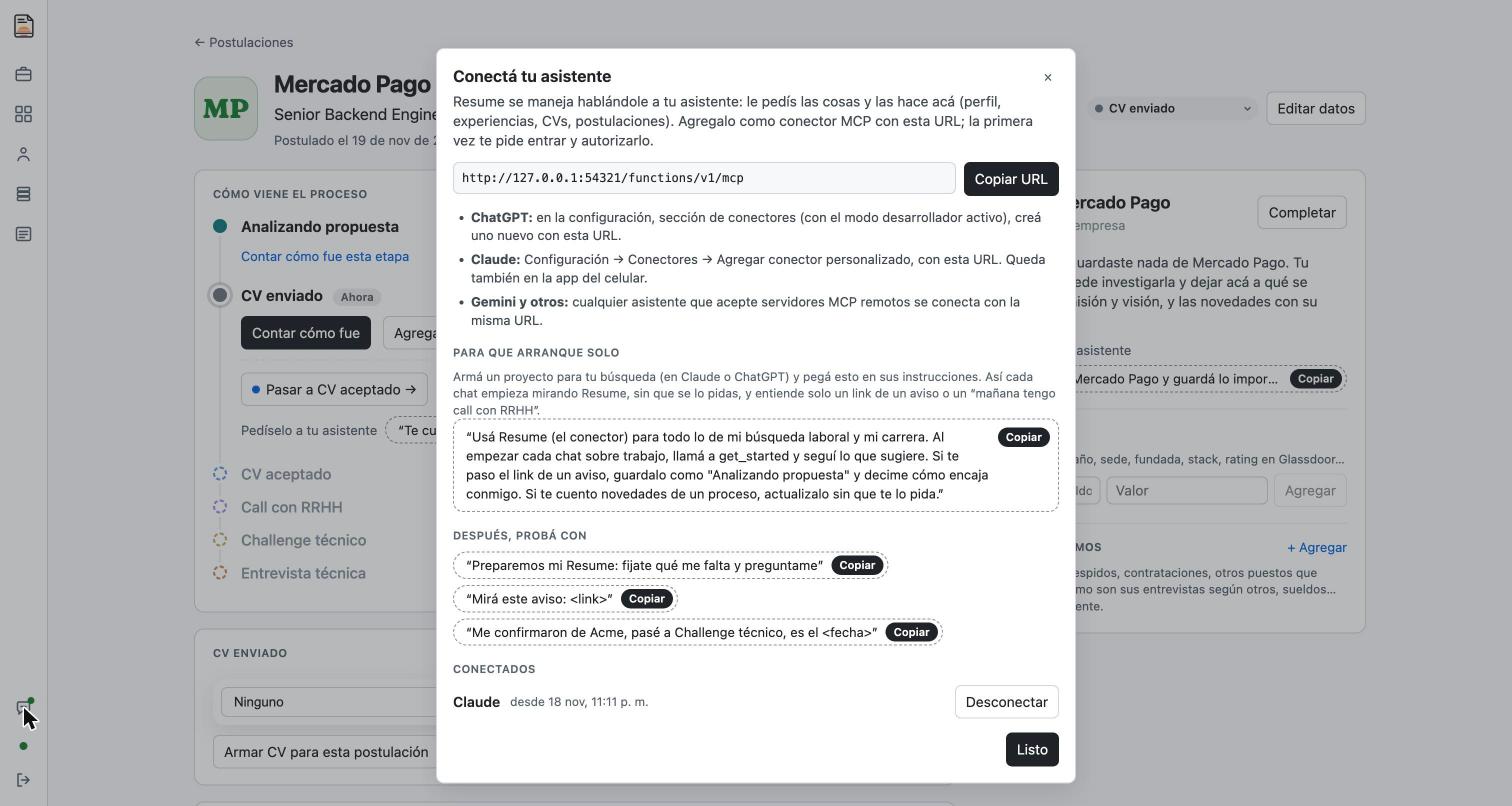 ← Postulaciones
MP
Mercado Pago
Senior Backend Engine
Postulado el 19 de nov de 2
CV enviado
Editar datos
CÓMO VIENE EL PROCESO
Analizando propuesta
Contar cómo fue esta etapa
CV enviado Ahora
Contar cómo fue
Agrega
Pasar a CV aceptado →
Pedíselo a tu asistente “Te cu
CV aceptado
Call con RRHH
Challenge técnico
Entrevista técnica
CV ENVIADO
Ninguno
Armar CV para esta postulación
Conectá tu asistente
×
Resume se maneja hablándole a tu asistente: le pedís las cosas y las hace acá (perfil,
experiencias, CVs, postulaciones). Agregalo como conector MCP con esta URL; la primera
vez te pide entrar y autorizarlo.
http://127.0.0.1:54321/functions/v1/mcp
Copiar URL
• ChatGPT: en la configuración, sección de conectores (con el modo desarrollador activo), creá
uno nuevo con esta URL.
• Claude: Configuración → Conectores → Agregar conector personalizado, con esta URL. Queda
también en la app del celular.
• Gemini y otros: cualquier asistente que acepte servidores MCP remotos se conecta con la
misma URL.
PARA QUE ARRANQUE SOLO
Armá un proyecto para tu búsqueda (en Claude o ChatGPT) y pegá esto en sus instrucciones. Así cada
chat empieza mirando Resume, sin que se lo pidas, y entiende solo un link de un aviso o un “mañana tengo
call con RRHH”.
“Usá Resume (el conector) para todo lo de mi búsqueda laboral y mi carrera. Al
empezar cada chat sobre trabajo, llamá a get_started y seguí lo que sugiere. Si te
paso el link de un aviso, guardalo como "Analizando propuesta" y decime cómo encaja
conmigo. Si te cuento novedades de un proceso, actualizalo sin que te lo pida.”
Copiar
DESPUÉS, PROBÁ CON
“Preparemos mi Resume: fijate qué me falta y preguntame” Copiar
“Mirá este aviso: <link>” Copiar
“Me confirmaron de Acme, pasé a Challenge técnico, es el <fecha>” Copiar
CONECTADOS
Claude desde 18 nov, 11:11 p. m.
Desconectar
Listo
rcado Pago
empresa
Completar
uardaste nada de Mercado Pago. Tu
ede investigarla y dejar acá a qué se
isión y visión, y las novedades con su
asistente
Mercado Pago y guardá lo impor... Copiar
año, sede, fundada, stack, rating en Glassdoor...
Valor
Agregar
MOS
+ Agregar
espidos, contrataciones, otros puestos que
mo son sus entrevistas según otros, sueldos...
ente.